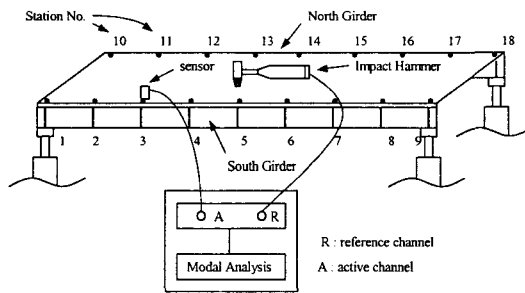 Station No.
North Girder
10 11 12 13 14 15 16 17 18
sensor
Impact Hammer
1 2 3 4 5 6 7 8 9
South Girder
A R
R : reference channel
Modal Analysis
A : active channel